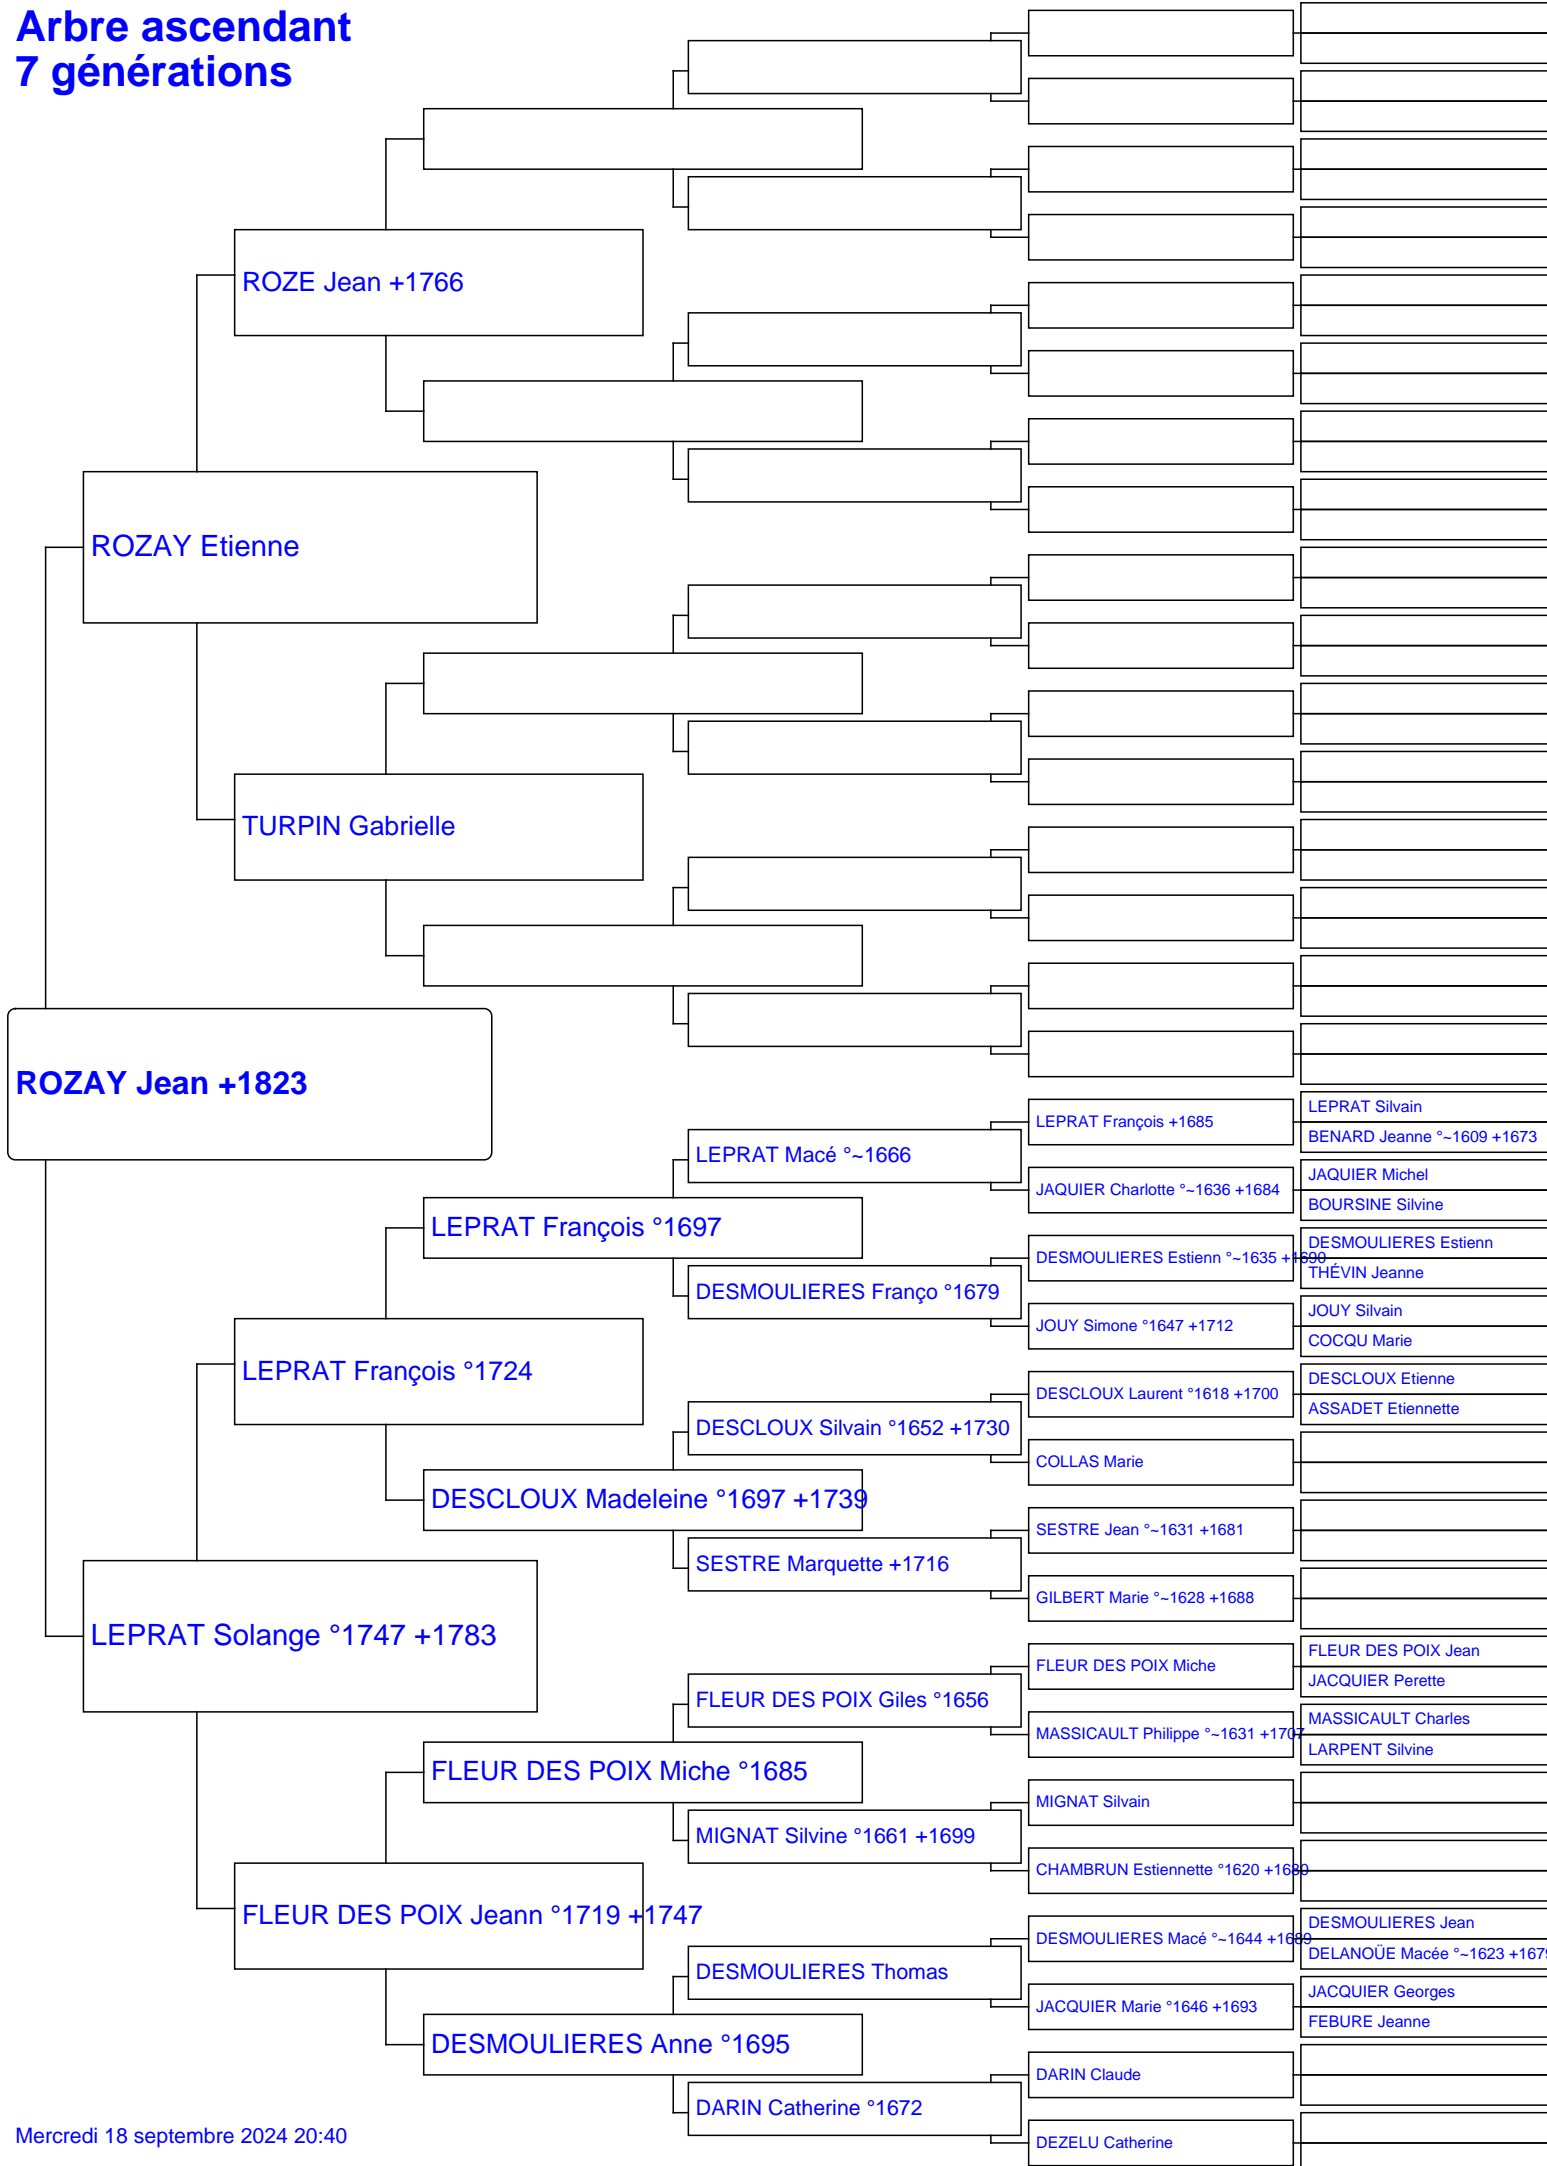 Arbre ascendant
7 générations
ROZE Jean +1766
ROZAY Etienne
TURPIN Gabrielle
ROZAY Jean +1823
LEPRAT Silvain
LEPRAT François +1685
BENARD Jeanne °~1609 +1673
LEPRAT Macé °~1666
JAQUIER Michel
JAQUIER Charlotte °~1636 +1684
BOURSINE Silvine
LEPRAT François °1697
DESMOULIERES Estienn
DESMOULIERES Estienn °~1635 +1690
THÉVIN Jeanne
DESMOULIERES Franço °1679
JOUY Silvain
JOUY Simone °1647 +1712
COCQU Marie
LEPRAT François °1724
DESCLOUX Etienne
DESCLOUX Laurent °1618 +1700
ASSADET Etiennette
DESCLOUX Silvain °1652 +1730
COLLAS Marie
DESCLOUX Madeleine °1697 +1739
SESTRE Jean °~1631 +1681
SESTRE Marquette +1716
GILBERT Marie °~1628 +1688
LEPRAT Solange °1747 +1783
FLEUR DES POIX Jean
FLEUR DES POIX Miche
JACQUIER Perette
FLEUR DES POIX Giles °1656
MASSICAULT Charles
MASSICAULT Philippe °~1631 +1707
LARPENT Silvine
FLEUR DES POIX Miche °1685
MIGNAT Silvain
MIGNAT Silvine °1661 +1699
CHAMBRUN Estiennette °1620 +1680
FLEUR DES POIX Jeann °1719 +1747
DESMOULIERES Jean
DESMOULIERES Macé °~1644 +1689
DELANOÜE Macée °~1623 +1679
DESMOULIERES Thomas
JACQUIER Georges
JACQUIER Marie °1646 +1693
FEBURE Jeanne
DESMOULIERES Anne °1695
DARIN Claude
DARIN Catherine °1672
DEZELU Catherine
Mercredi 18 septembre 2024 20:40